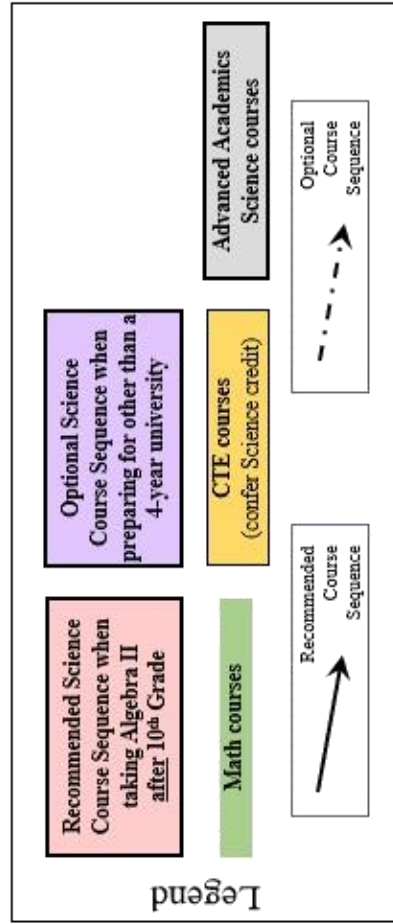 Legend
Recommended Science
Course Sequence when
taking Algebra II
after 10th Grade
Optional Science
Course Sequence when
preparing for other than a
4-year university
Math courses
CTE courses
(confer Science credit)
Advanced Academics
Science courses
Recommended
Course
Sequence
Optional
Course
Sequence